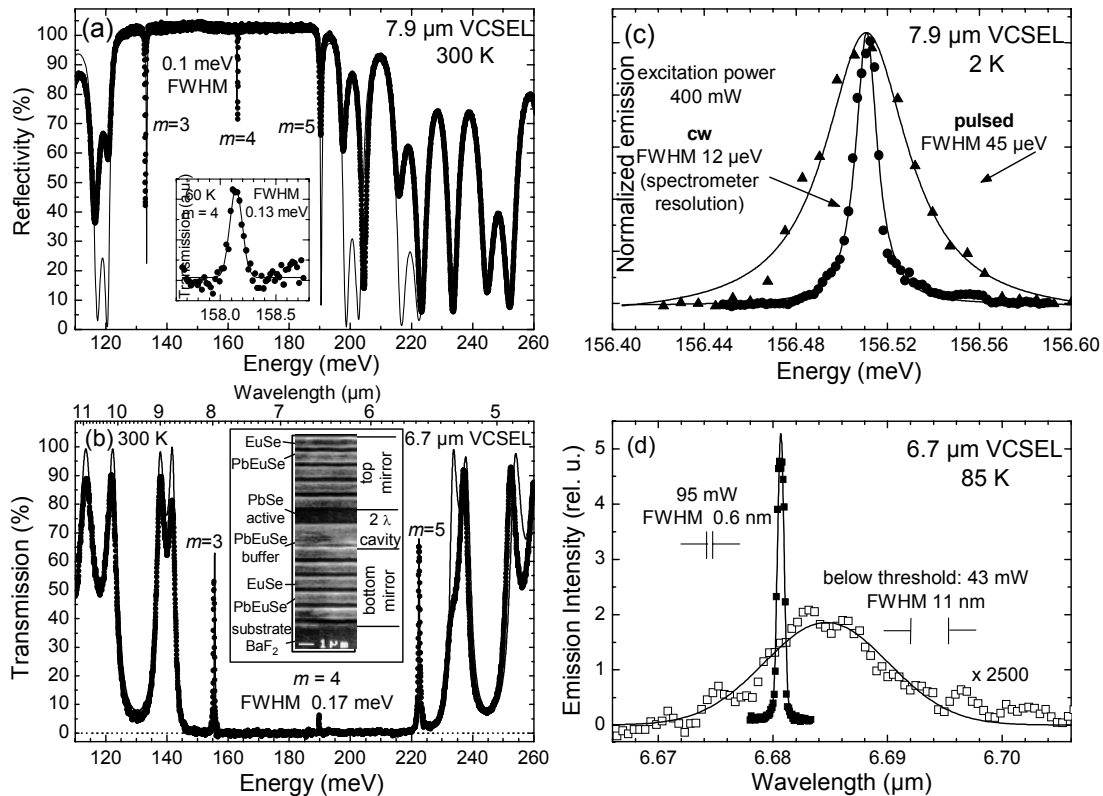 (a)
7.9 µm VCSEL
300 K
0.1 meV
FWHM
m=3
m=4
m=5
60 K
m = 4
FWHM
0.13 meV
Transmission (a.u.)
158.0 158.5
Reflectivity (%)
100
90
80
70
60
50
40
30
20
10
0
120 140 160 180 200 220 240 260
Energy (meV)
(c)
7.9 µm VCSEL
2 K
excitation power
400 mW
cw
FWHM 12 µeV
(spectrometer
resolution)
pulsed
FWHM 45 µeV
Normalized emission
156.40 156.44 156.48 156.52 156.56 156.60
Energy (meV)
Wavelength (µm)
11 10 9 8 7 6 5
(b)
300 K
6.7 µm VCSEL
EuSe
PbEuSe
PbSe
active
PbEuSe
buffer
EuSe
PbEuSe
substrate
BaF2
1 µm
top
mirror
2 λ
cavity
bottom
mirror
m=3
m=5
m = 4
FWHM 0.17 meV
Transmission (%)
100
90
80
70
60
50
40
30
20
10
0
120 140 160 180 200 220 240 260
Energy (meV)
(d)
6.7 µm VCSEL
85 K
95 mW
FWHM 0.6 nm
below threshold: 43 mW
FWHM 11 nm
x 2500
Emission Intensity (rel. u.)
5
4
3
2
1
0
6.67 6.68 6.69 6.70
Wavelength (µm)